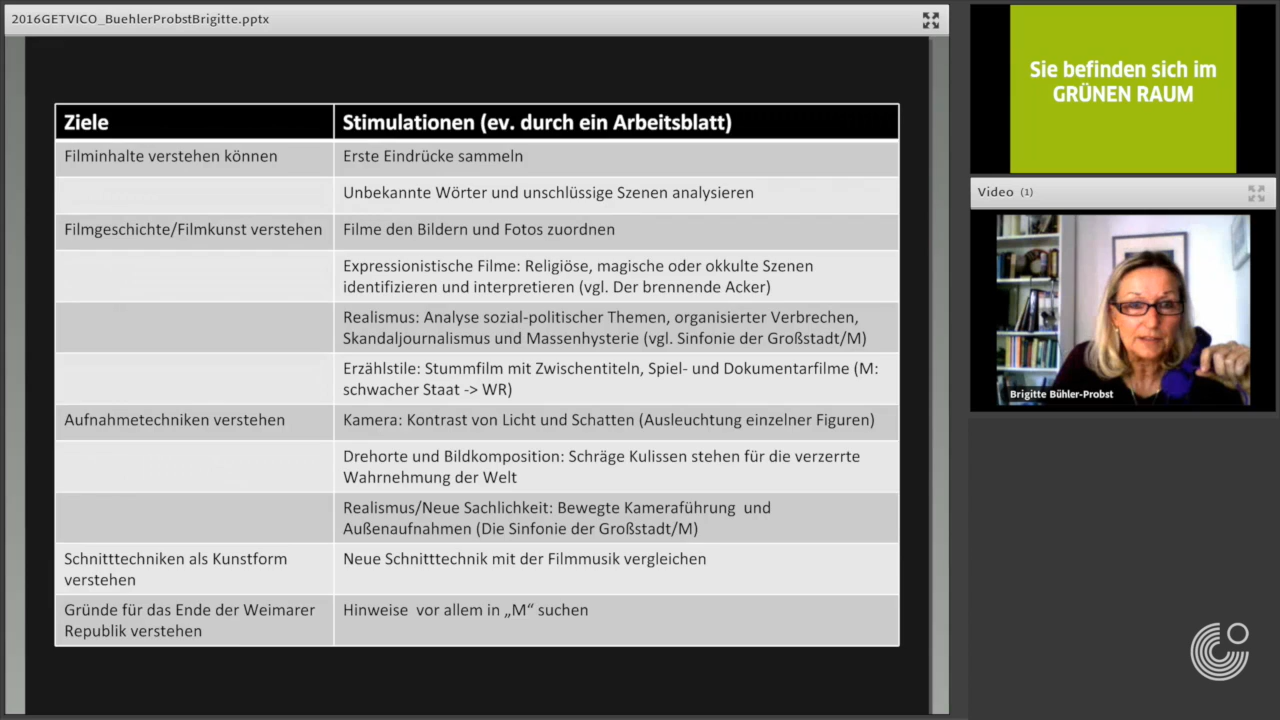 2016GETVICO_BuehlerProbstBrigitte.pptx
Ziele
Stimulationen (ev. durch ein Arbeitsblatt)
Filminhalte verstehen können
Erste Eindrücke sammeln
Unbekannte Wörter und unschlüssige Szenen analysieren
Filmgeschichte/Filmkunst verstehen
Filme den Bildern und Fotos zuordnen
Expressionistische Filme: Religiöse, magische oder okkulte Szenen
identifizieren und interpretieren (vgl. Der brennende Acker)
Realismus: Analyse sozial-politischer Themen, organisierter Verbrechen,
Skandaljournalismus und Massenhysterie (vgl. Sinfonie der Großstadt/M)
Erzählstile: Stummfilm mit Zwischentiteln, Spiel- und Dokumentarfilme (M:
schwacher Staat -> WR)
Aufnahmetechniken verstehen
Kamera: Kontrast von Licht und Schatten (Ausleuchtung einzelner Figuren)
Drehorte und Bildkomposition: Schräge Kulissen stehen für die verzerrte
Wahrnehmung der Welt
Realismus/Neue Sachlichkeit: Bewegte Kameraführung  und
Außenaufnahmen (Die Sinfonie der Großstadt/M)
Schnitttechniken als Kunstform
verstehen
Neue Schnitttechnik mit der Filmmusik vergleichen
Gründe für das Ende der Weimarer
Republik verstehen
Hinweise  vor allem in „M“ suchen
Sie befinden sich im
GRÜNEN RAUM
Video (1)
Brigitte Bühler-Probst